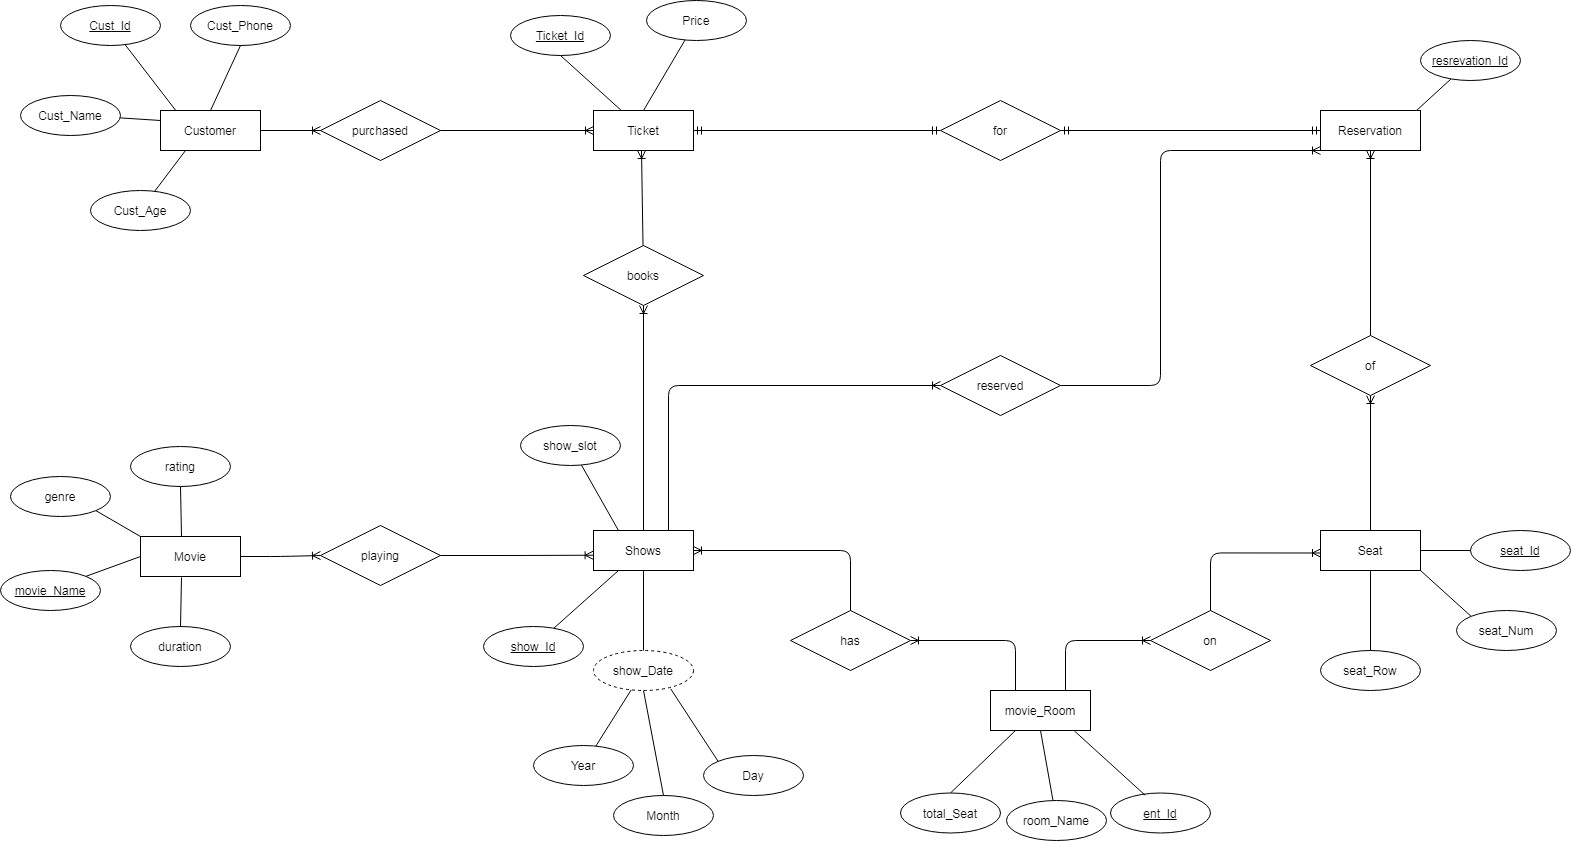 Cust_Id
Cust_Phone
Ticket_Id
Price
resrevation_Id
Cust_Name
Customer
purchased
Ticket
for
Reservation
Cust_Age
books
of
reserved
show_slot
rating
genre
Movie
playing
Shows
Seat
seat_Id
movie_Name
duration
show_Id
show_Date
has
on
seat_Num
seat_Row
movie_Room
Year
Day
Month
total_Seat
room_Name
ent_Id